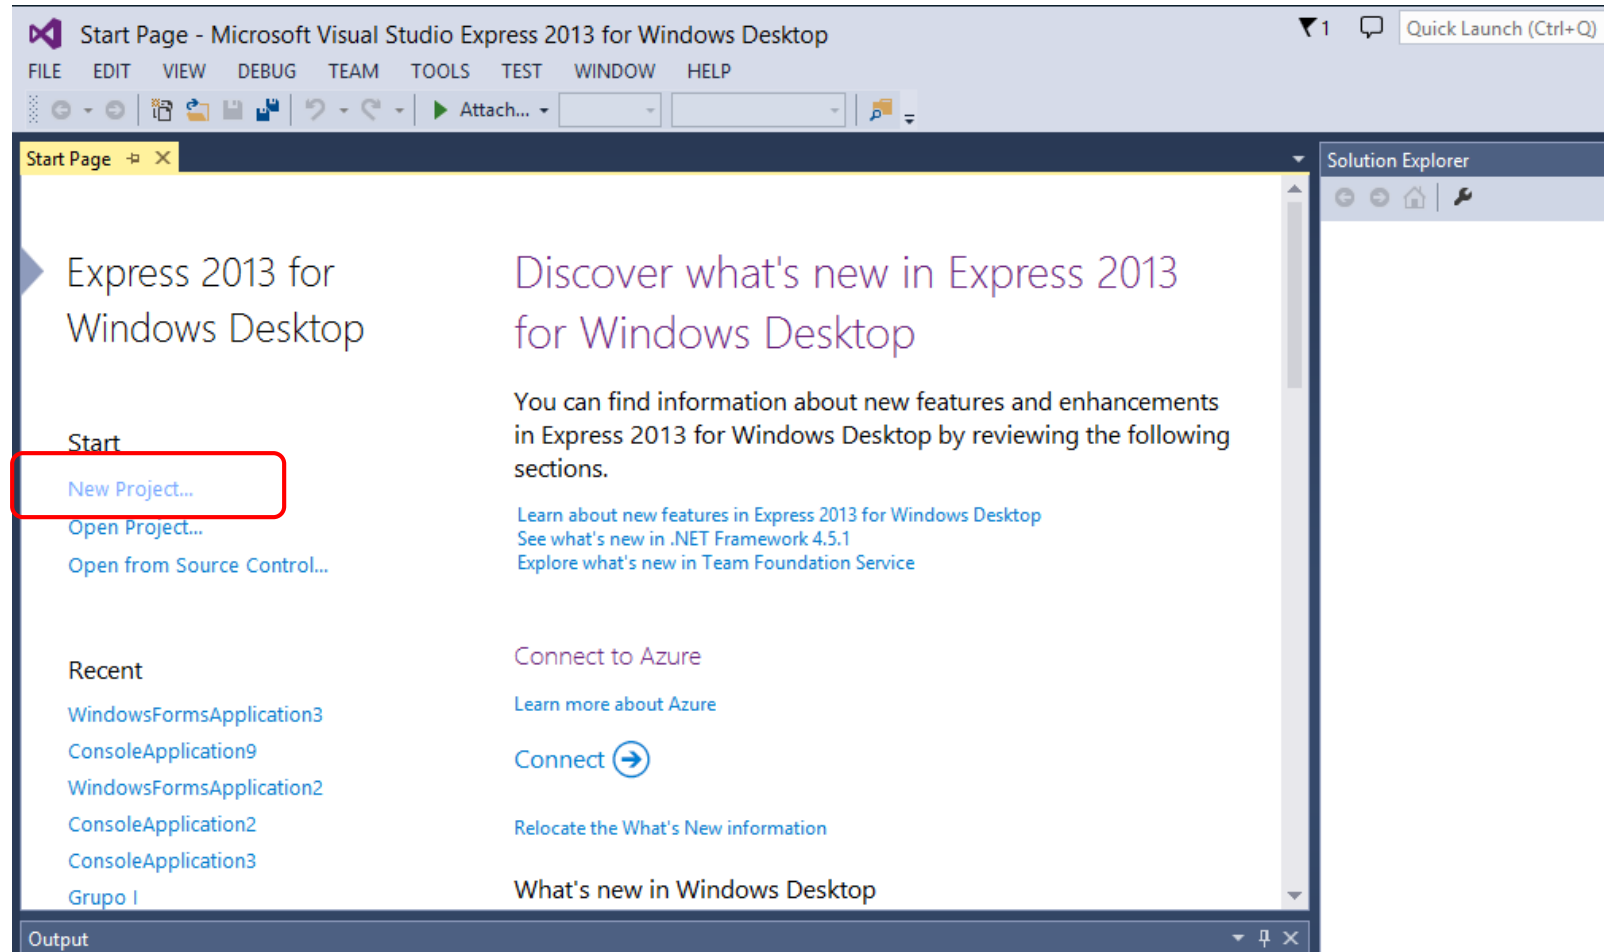 Start Page - Microsoft Visual Studio Express 2013 for Windows Desktop
1
Quick Launch (Ctrl+Q)
FILE EDIT VIEW DEBUG TEAM TOOLS TEST WINDOW HELP
Attach...
Start Page
Solution Explorer
Express 2013 for
Windows Desktop
Start
New Project...
Open Project...
Open from Source Control...
Recent
WindowsFormsApplication3
ConsoleApplication9
WindowsFormsApplication2
ConsoleApplication2
ConsoleApplication3
Grupo I
Discover what's new in Express 2013
for Windows Desktop
You can find information about new features and enhancements
in Express 2013 for Windows Desktop by reviewing the following
sections.
Learn about new features in Express 2013 for Windows Desktop
See what's new in .NET Framework 4.5.1
Explore what's new in Team Foundation Service
Connect to Azure
Learn more about Azure
Connect
Relocate the What's New information
What's new in Windows Desktop
Output